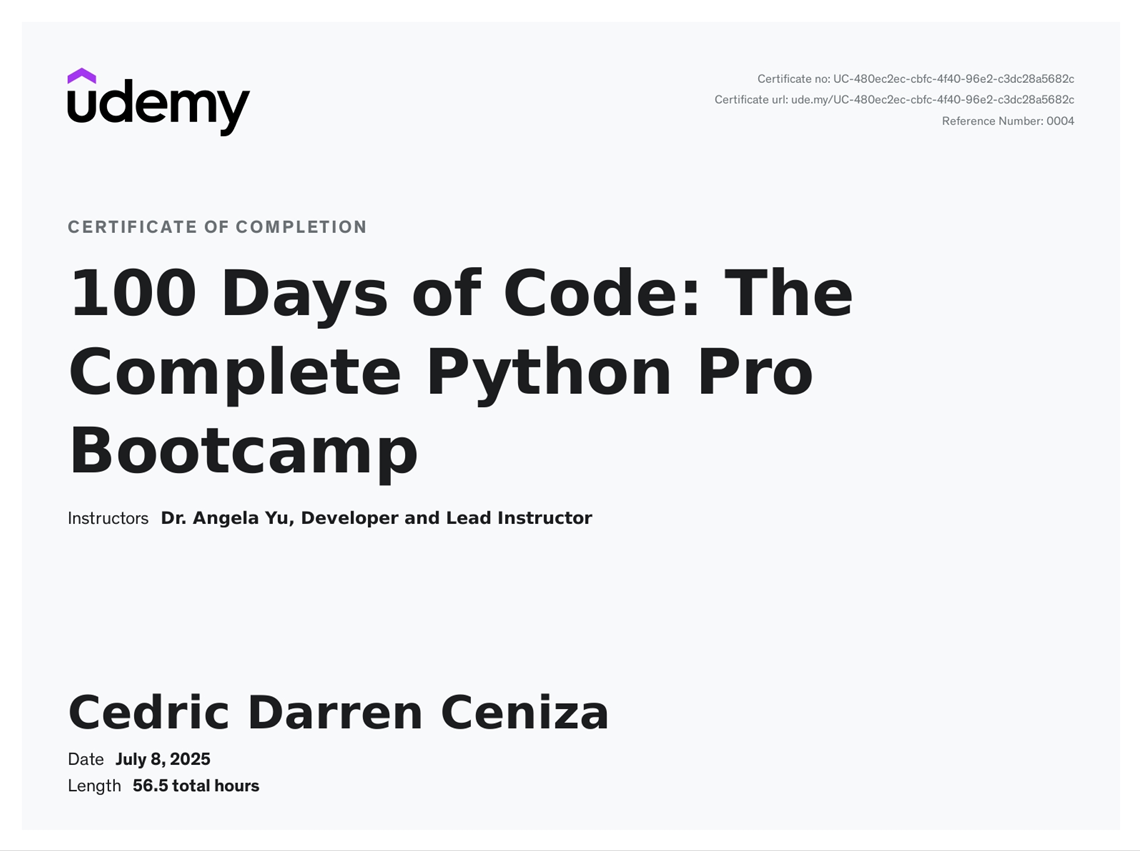 udemy
Certificate no: UC-480ec2ec-cbfc-4f40-96e2-c3dc28a5682c
Certificate url: ude.my/UC-480ec2ec-cbfc-4f40-96e2-c3dc28a5682c
Reference Number: 0004
CERTIFICATE OF COMPLETION
100 Days of Code: The
Complete Python Pro
Bootcamp
Instructors Dr. Angela Yu, Developer and Lead Instructor
Cedric Darren Ceniza
Date July 8, 2025
Length 56.5 total hours